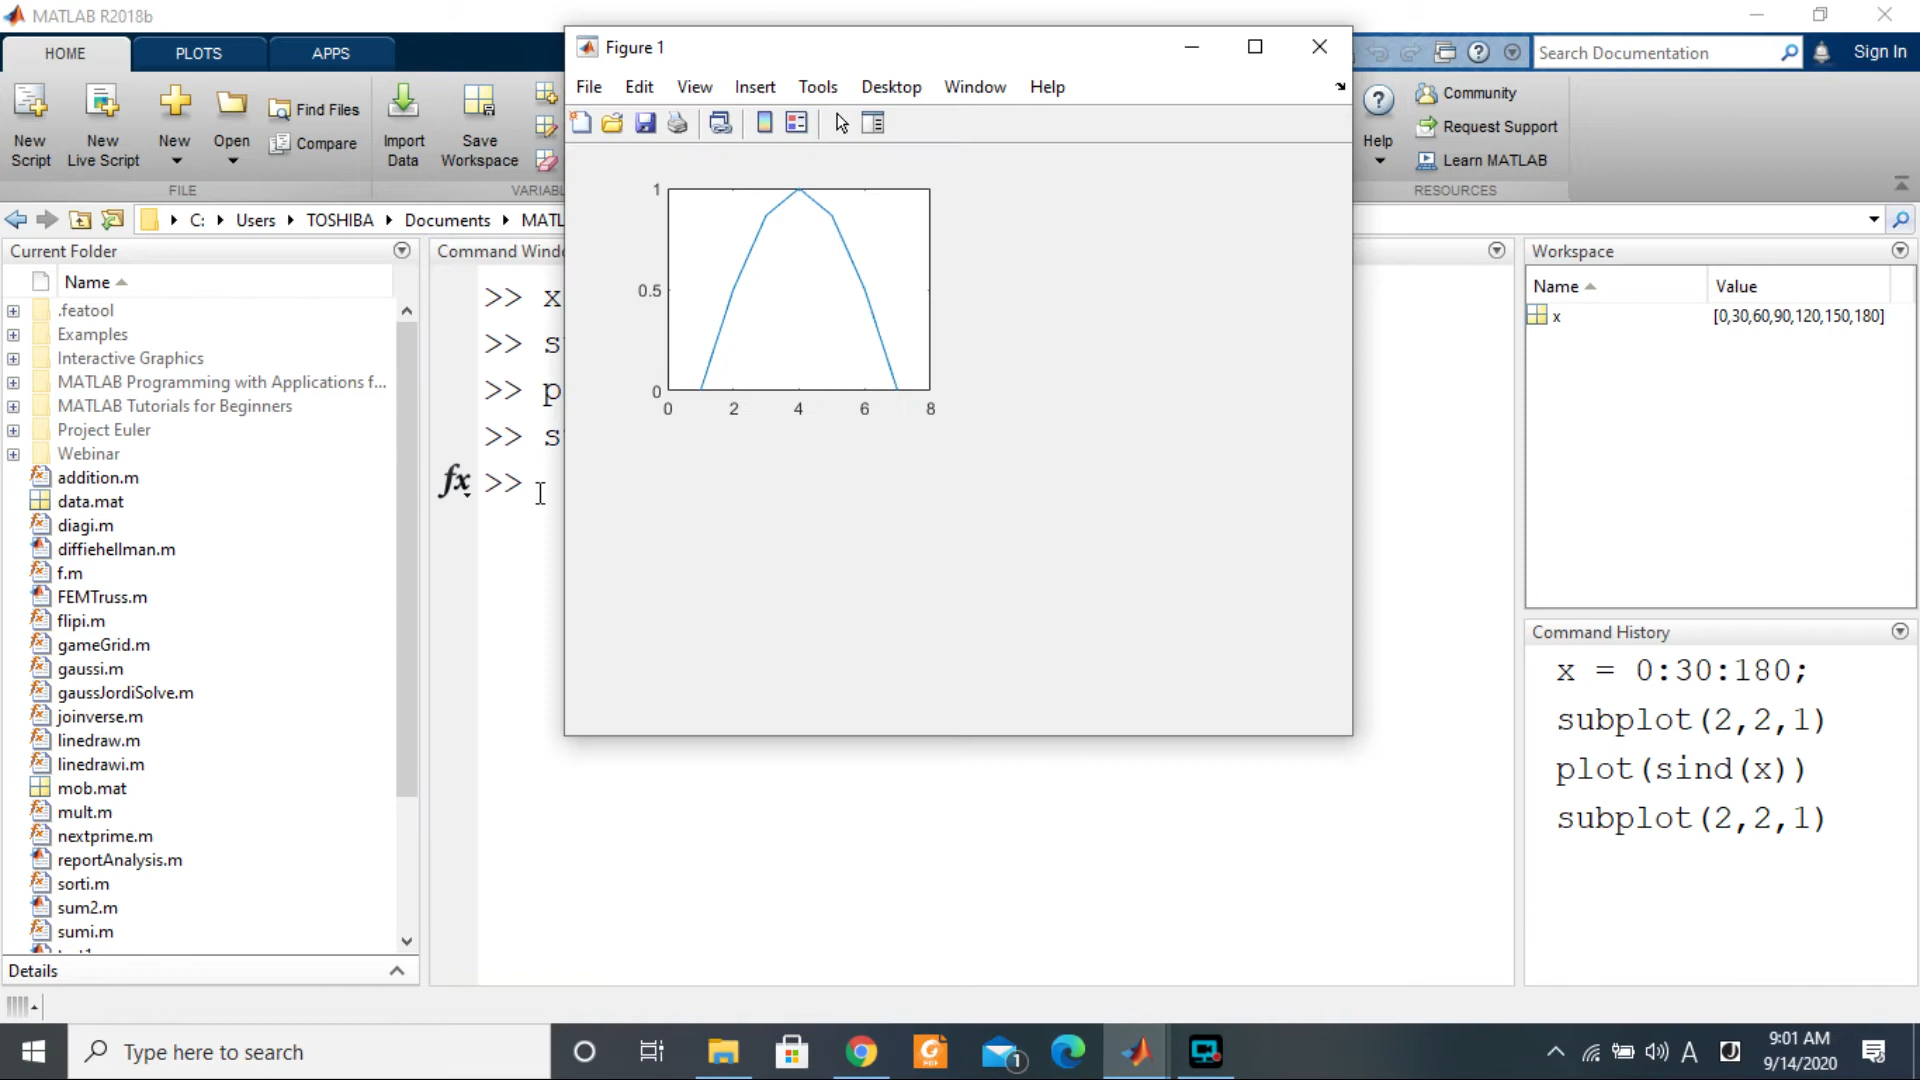 MATLAB R2018b
HOME
PLOTS
APPS
Search Documentation
Sign In
New
Script
New
Live Script
New
Open
Find Files
Compare
Import
Data
Save
Workspace
FILE
VARIABL
Help
Community
Request Support
Learn MATLAB
RESOURCES
C:
Users
TOSHIBA
Documents
MATL
Current Folder
Name
.featool
Examples
Interactive Graphics
MATLAB Programming with Applications f...
MATLAB Tutorials for Beginners
Project Euler
Webinar
addition.m
data.mat
diagi.m
diffiehellman.m
f.m
FEMTruss.m
flipi.m
gameGrid.m
gaussi.m
gaussJordiSolve.m
joinverse.m
linedraw.m
linedrawi.m
mob.mat
mult.m
nextprime.m
reportAnalysis.m
sorti.m
sum2.m
sumi.m
Details
Command Windo
>> x
>> s
>> p
>> s
fx >>
Figure 1
File Edit View Insert Tools Desktop Window Help
1
0.5
0
0 2 4 6 8
Workspace
Name Value
x [0,30,60,90,120,150,180]
Command History
x = 0:30:180;
subplot(2,2,1)
plot(sind(x))
subplot(2,2,1)
Type here to search
1
A
9:01 AM
9/14/2020